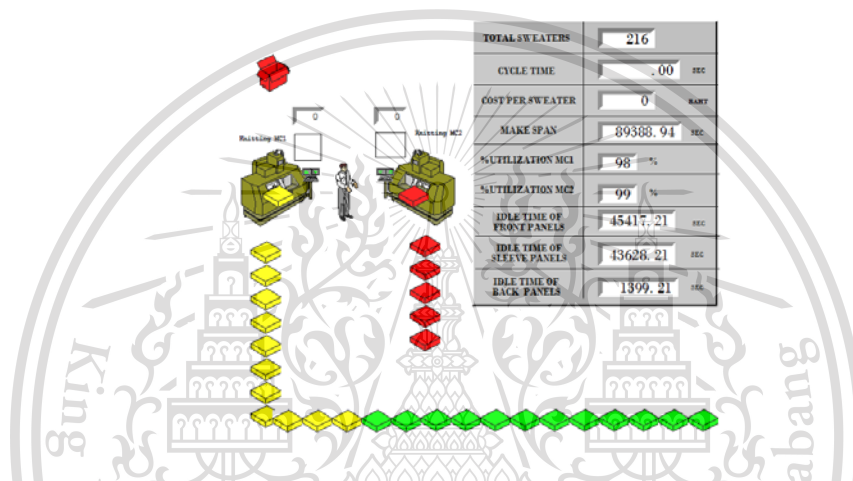 TOTAL SWEATERS 216
CYCLE TIME .00 SEC
COST PER SWEATER 0 BAHT
MAKE SPAN 89388.94 SEC
%UTILIZATION MC1 98 %
%UTILIZATION MC2 99 %
IDLE TIME OF
FRONT PANELS 45417.21 SEC
IDLE TIME OF
SLEEVE PANELS 43628.21 SEC
IDLE TIME OF
BACK PANELS 1399.21 SEC
0 0
Knitting MC1 Knitting MC2
King
abang